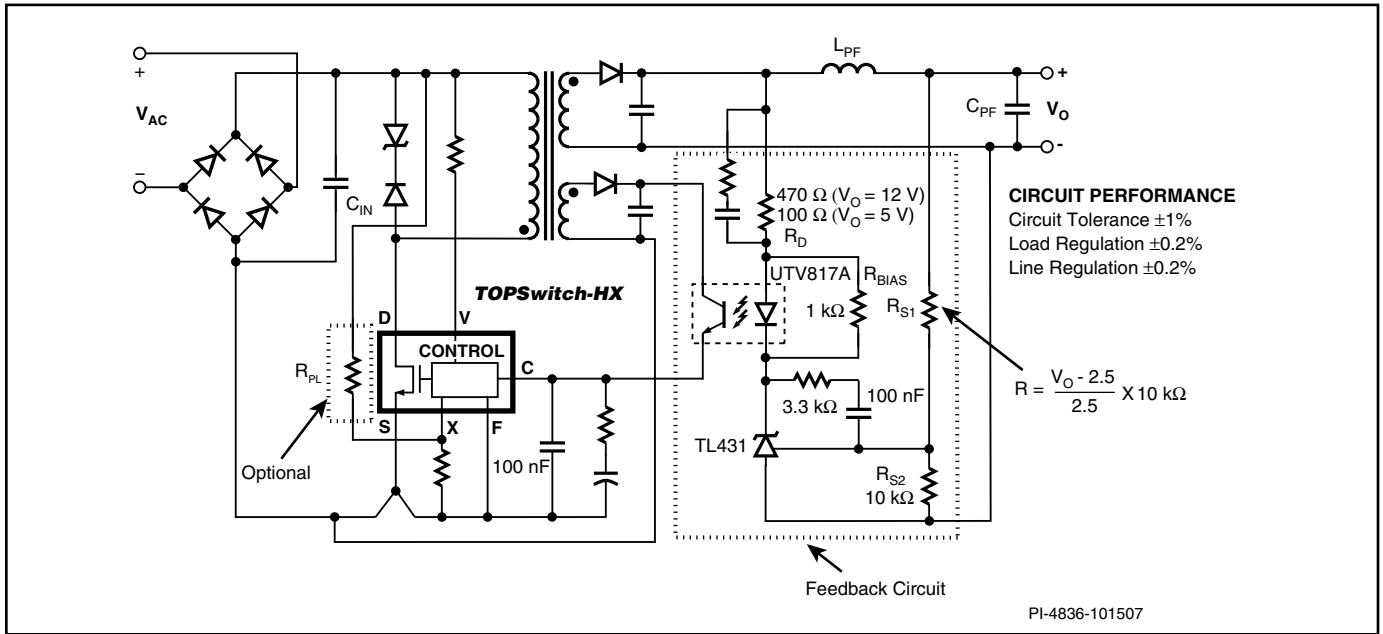 +
V_AC
–
C_IN
R_PL
Optional
TOPSwitch-HX
D
V
CONTROL
C
S
X
F
100 nF
L_PF
+
C_PF
V_O
-
470 Ω (V_O = 12 V)
100 Ω (V_O = 5 V)
R_D
UTV817A
R_BIAS
1 kΩ
R_S1
3.3 kΩ
100 nF
TL431
R_S2
10 kΩ
Feedback Circuit
CIRCUIT PERFORMANCE
Circuit Tolerance ±1%
Load Regulation ±0.2%
Line Regulation ±0.2%
R = (V_O - 2.5) / 2.5 X 10 kΩ
PI-4836-101507